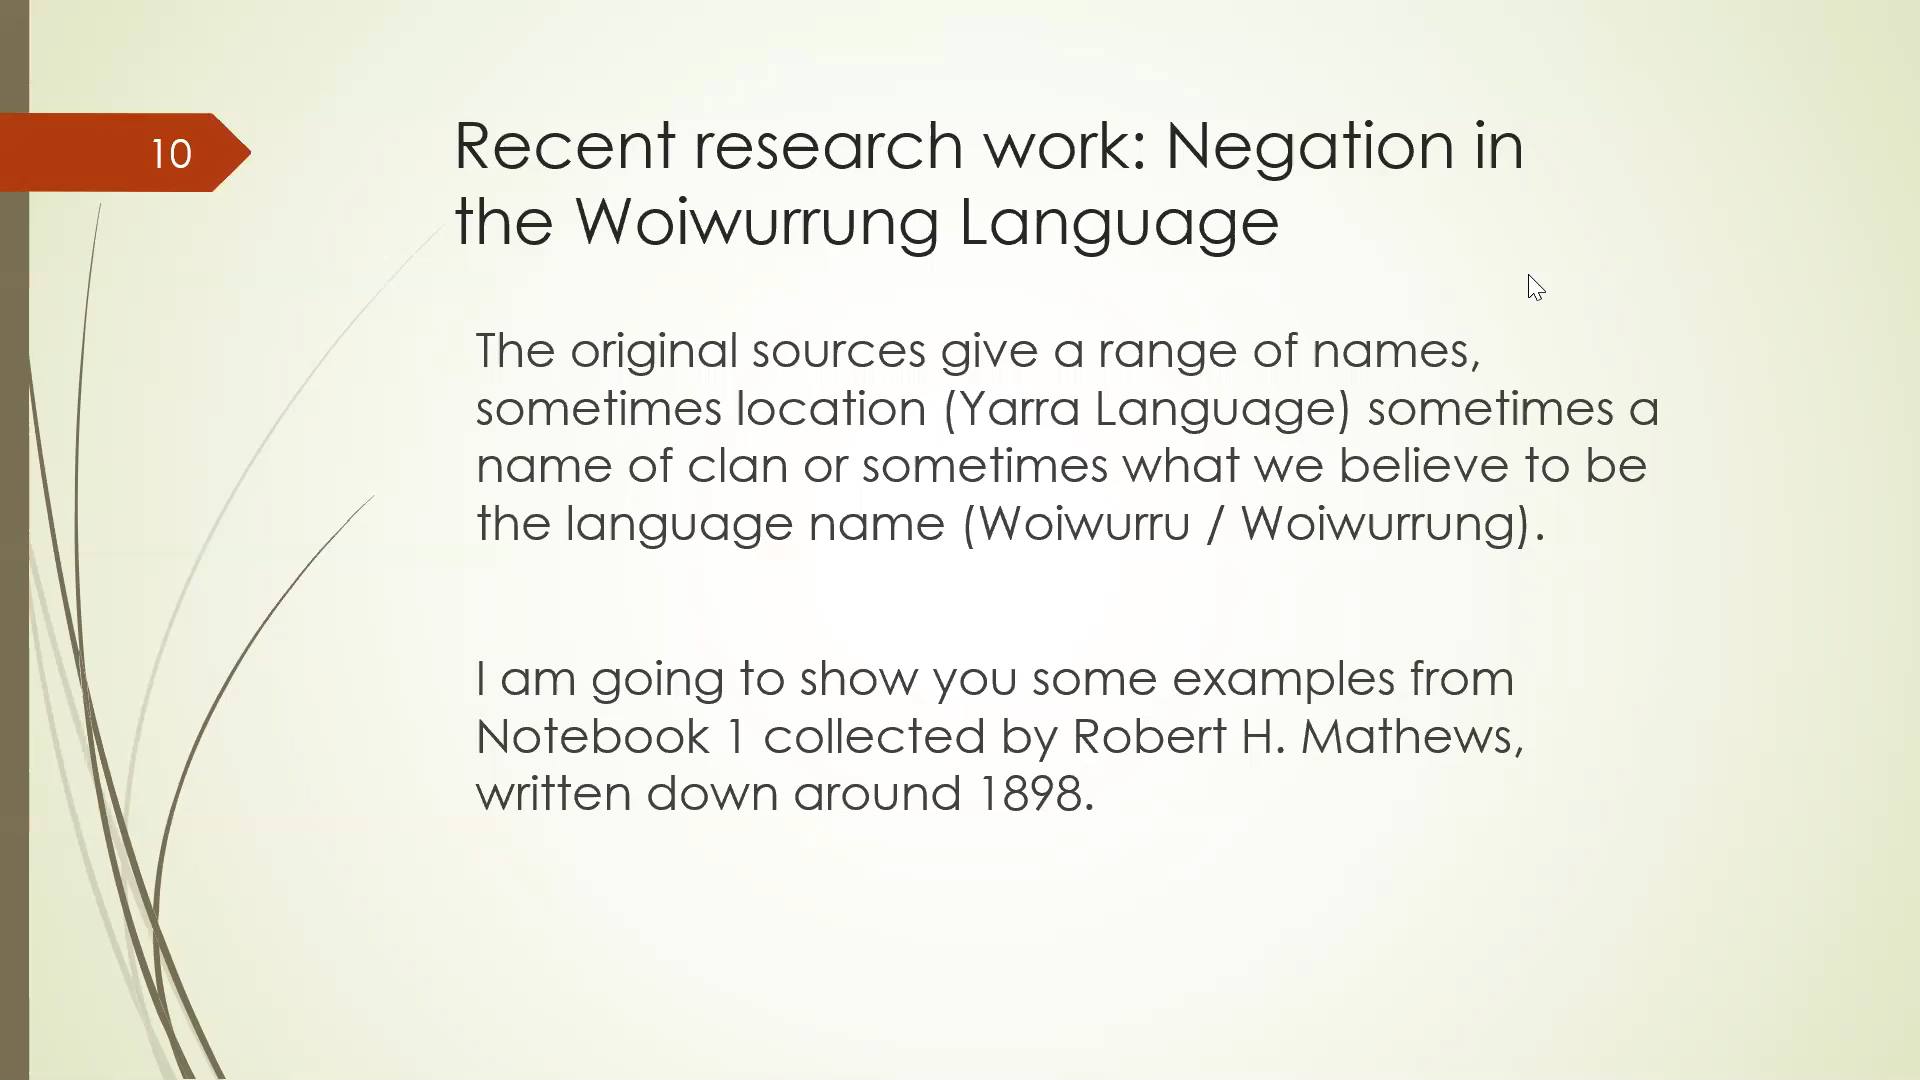 10
Recent research work: Negation in
the Woiwurrung Language
The original sources give a range of names,
sometimes location (Yarra Language) sometimes a
name of clan or sometimes what we believe to be
the language name (Woiwurru / Woiwurrung).
I am going to show you some examples from
Notebook 1 collected by Robert H. Mathews,
written down around 1898.